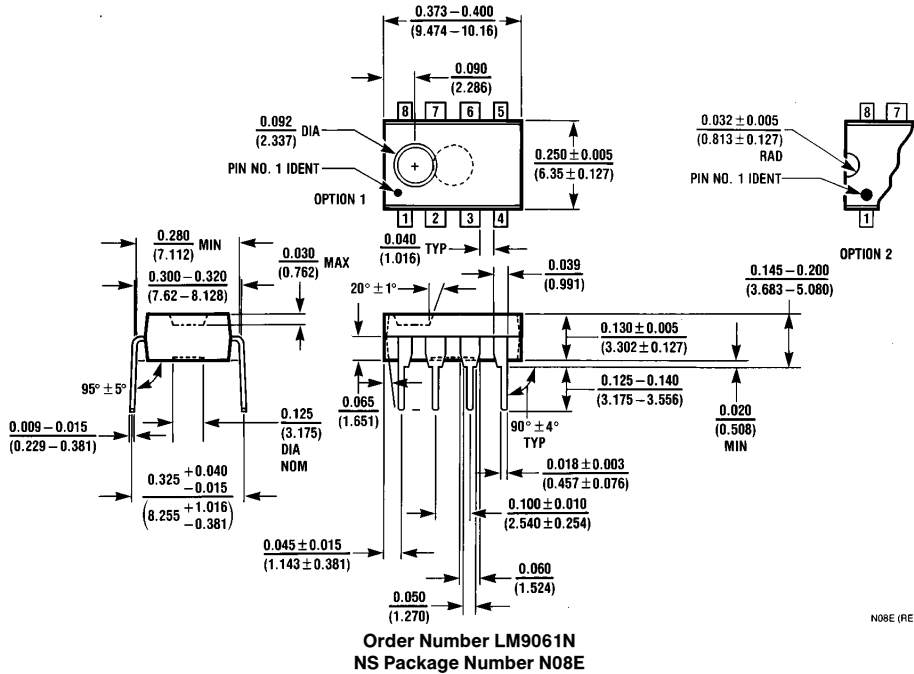 0.373 – 0.400
(9.474 – 10.16)
0.090
(2.286)
8 7 6 5
0.092 DIA
(2.337)
PIN NO. 1 IDENT
OPTION 1
1 2 3 4
0.250 ± 0.005
(6.35 ± 0.127)
0.032 ± 0.005
(0.813 ± 0.127)
RAD
PIN NO. 1 IDENT
8 7
1
OPTION 2
0.280 MIN
(7.112)
0.300 – 0.320
(7.62 – 8.128)
0.030 MAX
(0.762)
95° ± 5°
0.009 – 0.015
(0.229 – 0.381)
0.125
(3.175)
DIA
NOM
0.325 +0.040
−0.015
(8.255 +1.016
−0.381)
0.040 TYP
(1.016)
0.039
(0.991)
20° ± 1°
0.145 – 0.200
(3.683 – 5.080)
0.130 ± 0.005
(3.302 ± 0.127)
0.125 – 0.140
(3.175 – 3.556)
0.020
(0.508)
MIN
0.065
(1.651)
90° ± 4°
TYP
0.018 ± 0.003
(0.457 ± 0.076)
0.100 ± 0.010
(2.540 ± 0.254)
0.045 ± 0.015
(1.143 ± 0.381)
0.060
(1.524)
0.050
(1.270)
N08E (RE
Order Number LM9061N
NS Package Number N08E